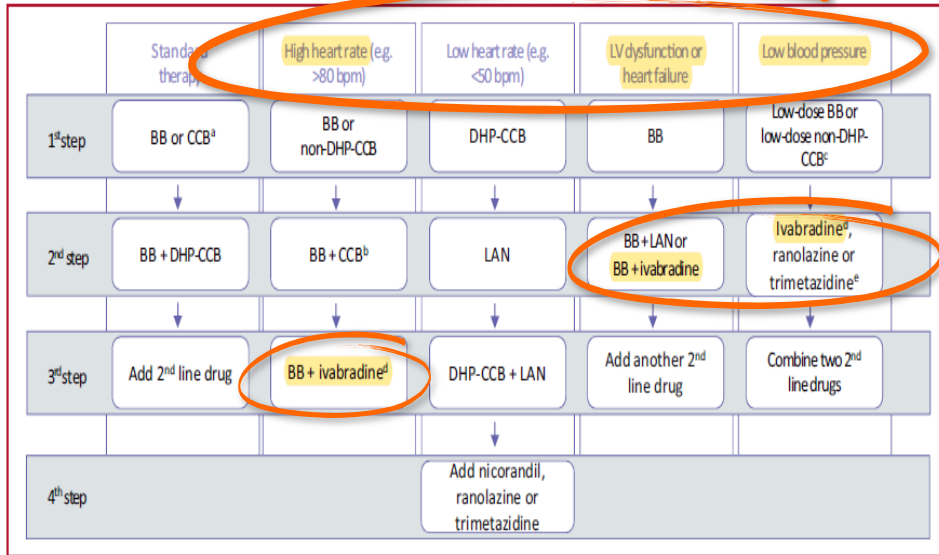 Standard
therapy
High heart rate (e.g.
>80 bpm)
Low heart rate (e.g.
<50 bpm)
LV dysfunction or
heart failure
Low blood pressure
1st step
BB or CCBa
BB or
non-DHP-CCB
DHP-CCB
BB
Low-dose BB or
low-dose non-DHP-
CCBc
2nd step
BB + DHP-CCB
BB + CCBb
LAN
BB + LAN or
BB + ivabradine
Ivabradined,
ranolazine or
trimetazidinee
3rd step
Add 2nd line drug
BB + ivabradined
DHP-CCB + LAN
Add another 2nd
line drug
Combine two 2nd
line drugs
4th step
Add nicorandil,
ranolazine or
trimetazidine